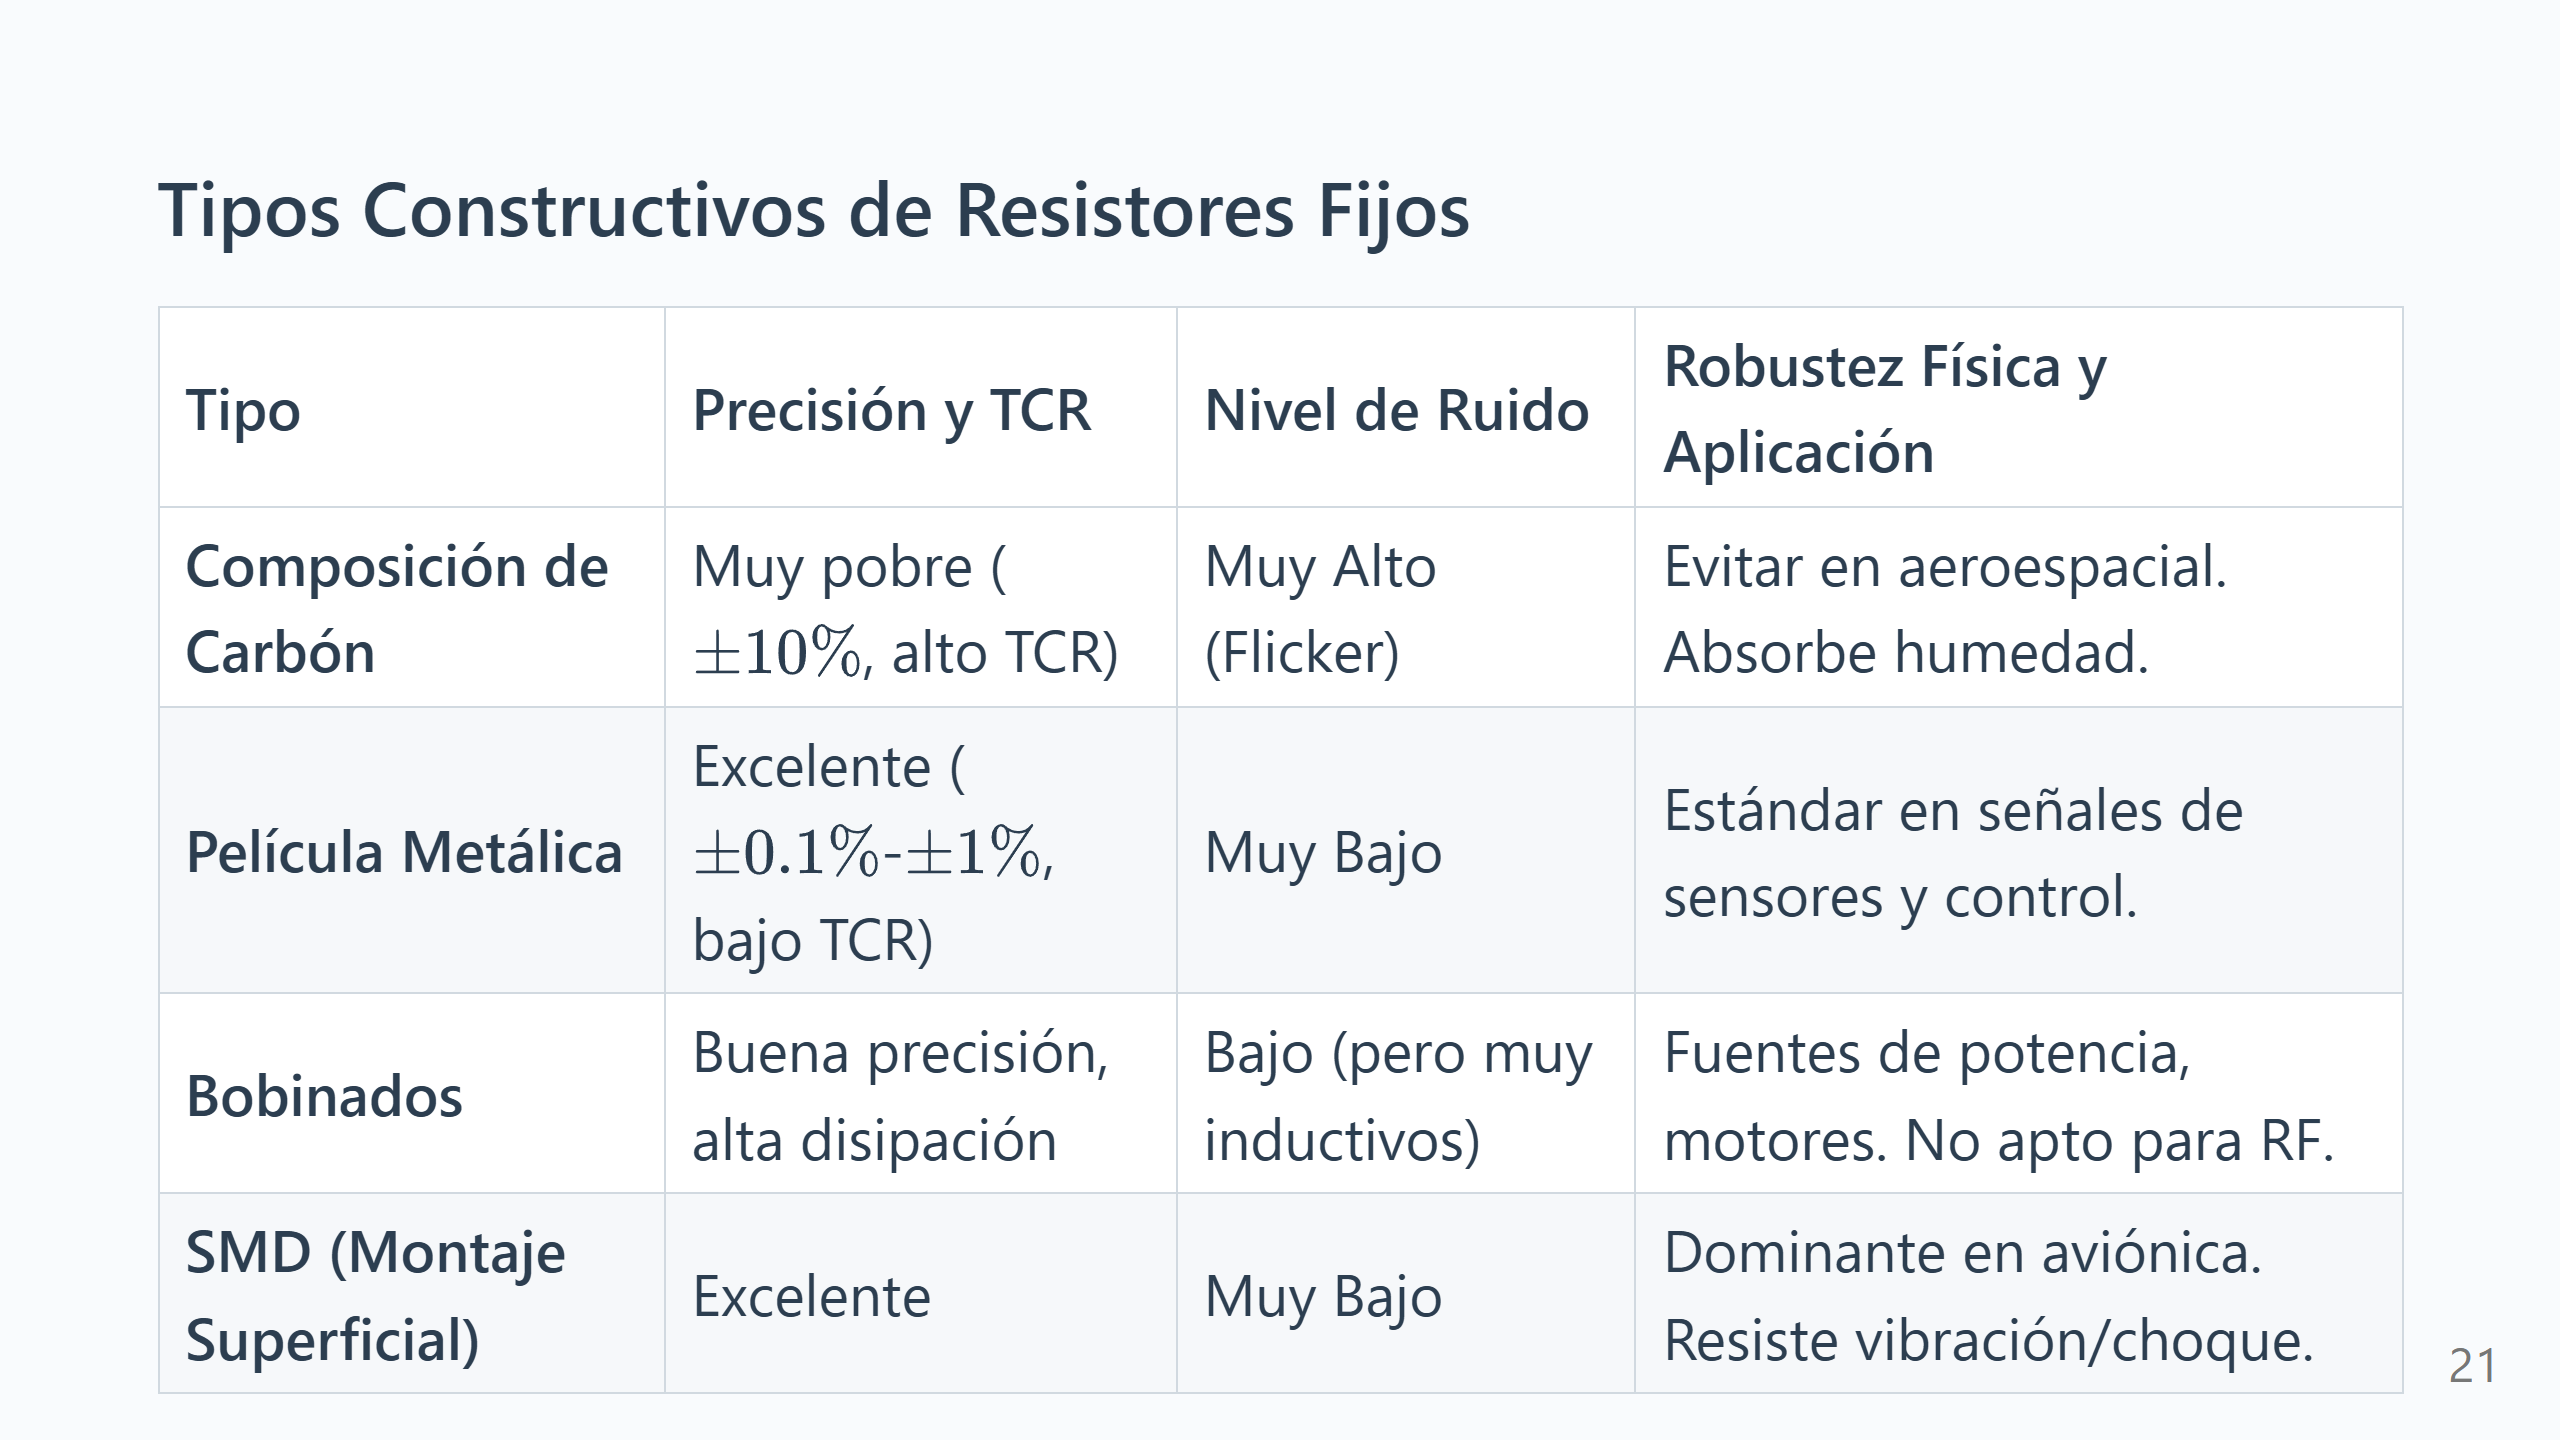 Tipos Constructivos de Resistores Fijos
Tipo
Precisión y TCR
Nivel de Ruido
Robustez Física y
Aplicación
Composición de
Carbón
Muy pobre (
±10%, alto TCR)
Muy Alto
(Flicker)
Evitar en aeroespacial.
Absorbe humedad.
Película Metálica
Excelente (
±0.1%-±1%,
bajo TCR)
Muy Bajo
Estándar en señales de
sensores y control.
Bobinados
Buena precisión,
alta disipación
Bajo (pero muy
inductivos)
Fuentes de potencia,
motores. No apto para RF.
SMD (Montaje
Superficial)
Excelente
Muy Bajo
Dominante en aviónica.
Resiste vibración/choque.
21